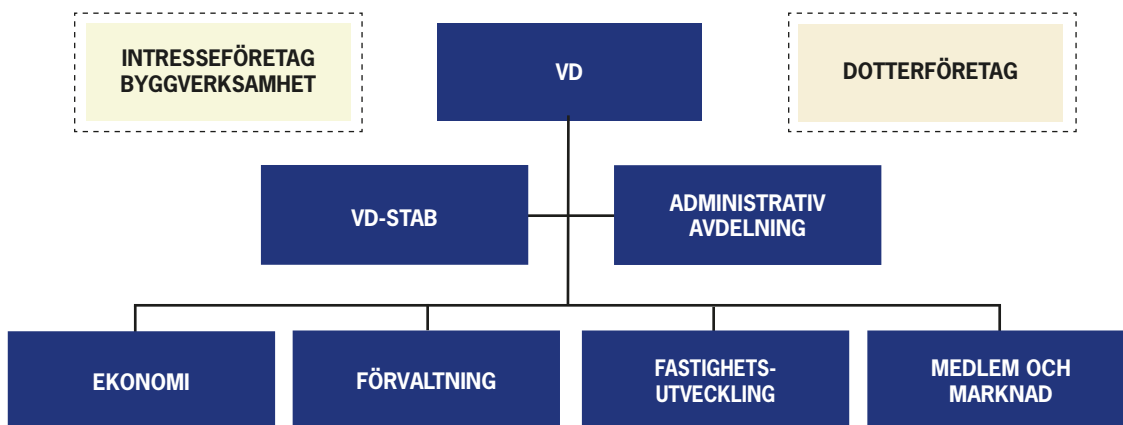 INTRESSEFÖRETAG
BYGGVERKSAMHET
VD
DOTTERFÖRETAG
VD-STAB
ADMINISTRATIV
AVDELNING
EKONOMI
FÖRVALTNING
FASTIGHETS-
UTVECKLING
MEDLEM OCH
MARKNAD